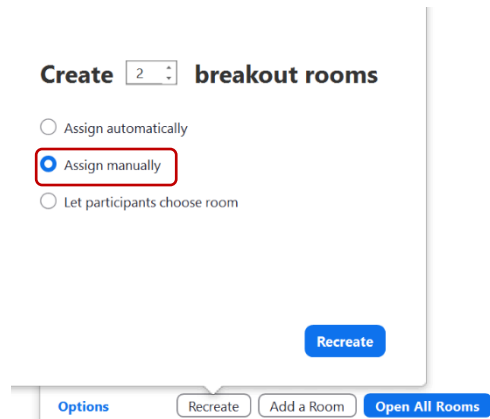 Create 2 breakout rooms
Assign automatically
Assign manually
Let participants choose room
Recreate
Options Recreate Add a Room Open All Rooms